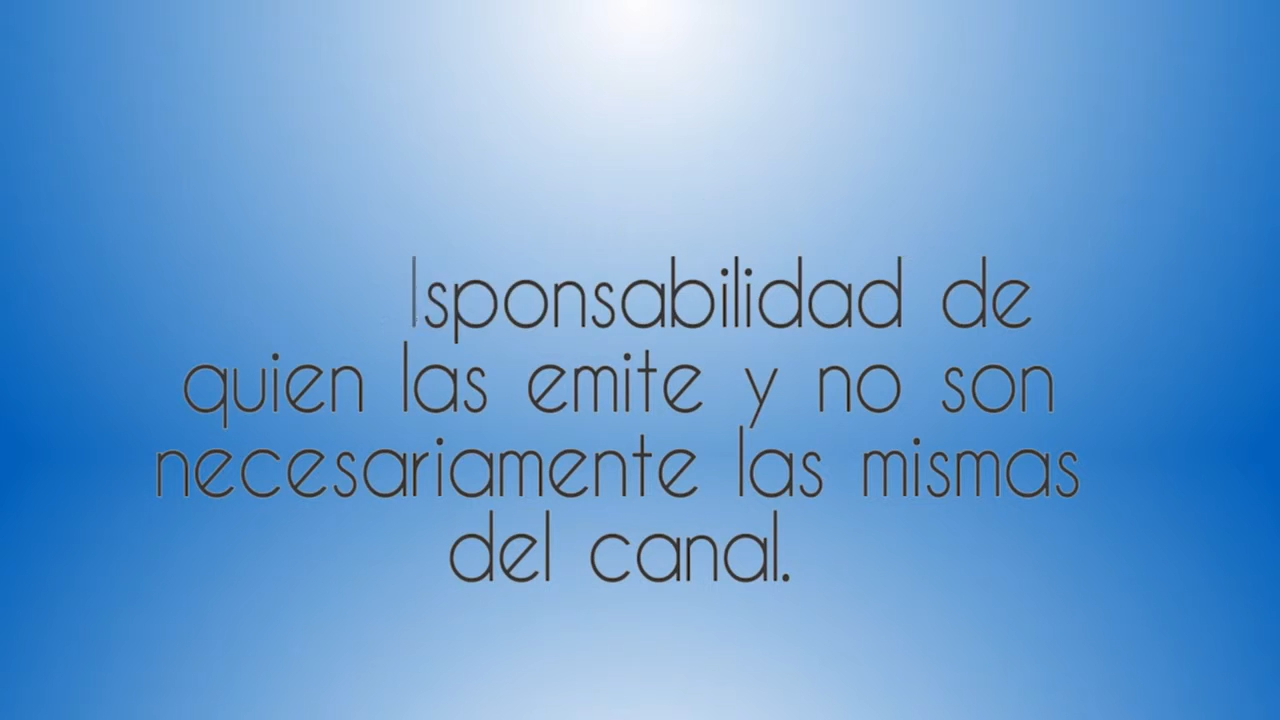 sponsabilidad de
quien las emite y no son
necesariamente las mismas
del canal.